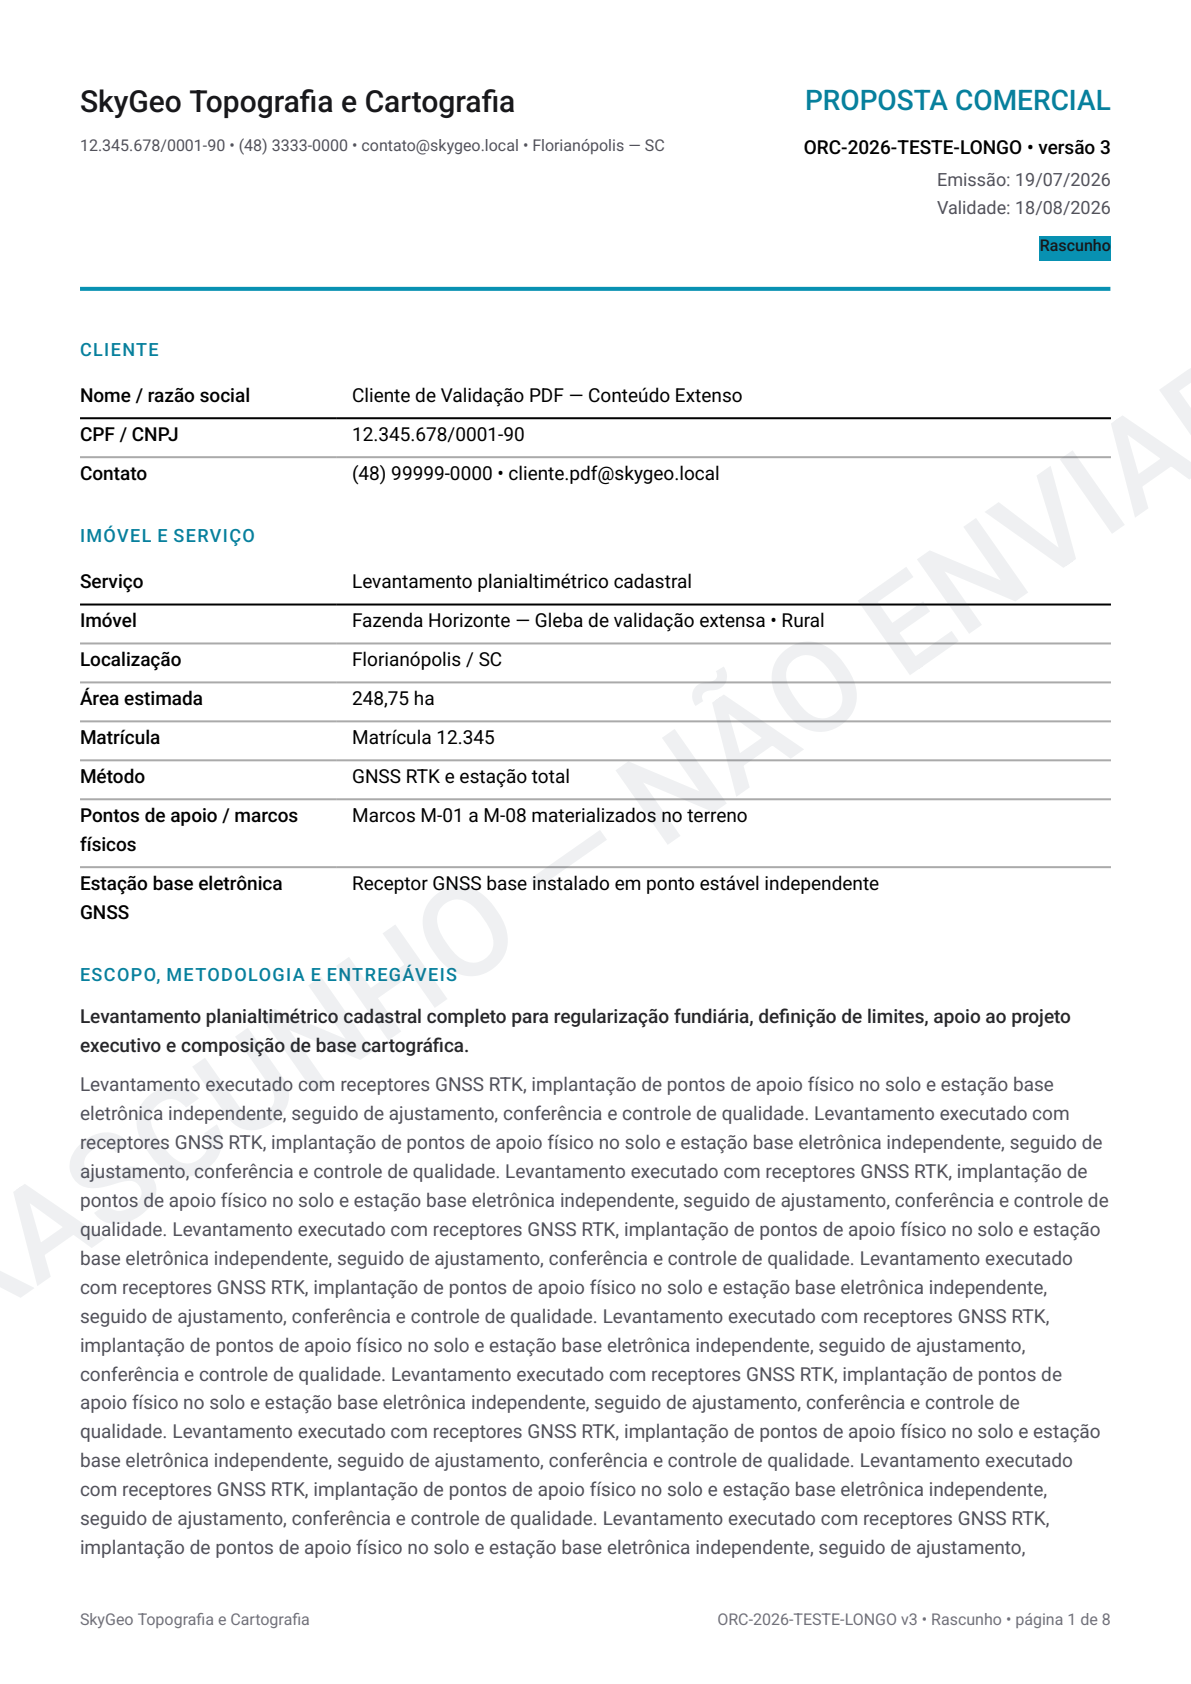 SkyGeo Topografia e Cartografia
12.345.678/0001-90 • (48) 3333-0000 • contato@skygeo.local • Florianópolis — SC
PROPOSTA COMERCIAL
ORC-2026-TESTE-LONGO • versão 3
Emissão: 19/07/2026
Validade: 18/08/2026
Rascunho
CLIENTE
Nome / razão social Cliente de Validação PDF — Conteúdo Extenso
CPF / CNPJ 12.345.678/0001-90
Contato (48) 99999-0000 • cliente.pdf@skygeo.local
IMÓVEL E SERVIÇO
Serviço Levantamento planialtimétrico cadastral
Imóvel Fazenda Horizonte — Gleba de validação extensa • Rural
Localização Florianópolis / SC
Área estimada 248,75 ha
Matrícula Matrícula 12.345
Método GNSS RTK e estação total
Pontos de apoio / marcos Marcos M-01 a M-08 materializados no terreno
físicos
Estação base eletrônica Receptor GNSS base instalado em ponto estável independente
GNSS
ESCOPO, METODOLOGIA E ENTREGÁVEIS
Levantamento planialtimétrico cadastral completo para regularização fundiária, definição de limites, apoio ao projeto
executivo e composição de base cartográfica.
Levantamento executado com receptores GNSS RTK, implantação de pontos de apoio físico no solo e estação base
eletrônica independente, seguido de ajustamento, conferência e controle de qualidade. Levantamento executado com
receptores GNSS RTK, implantação de pontos de apoio físico no solo e estação base eletrônica independente, seguido de
ajustamento, conferência e controle de qualidade. Levantamento executado com receptores GNSS RTK, implantação de
pontos de apoio físico no solo e estação base eletrônica independente, seguido de ajustamento, conferência e controle de
qualidade. Levantamento executado com receptores GNSS RTK, implantação de pontos de apoio físico no solo e estação
base eletrônica independente, seguido de ajustamento, conferência e controle de qualidade. Levantamento executado
com receptores GNSS RTK, implantação de pontos de apoio físico no solo e estação base eletrônica independente,
seguido de ajustamento, conferência e controle de qualidade. Levantamento executado com receptores GNSS RTK,
implantação de pontos de apoio físico no solo e estação base eletrônica independente, seguido de ajustamento,
conferência e controle de qualidade. Levantamento executado com receptores GNSS RTK, implantação de pontos de
apoio físico no solo e estação base eletrônica independente, seguido de ajustamento, conferência e controle de
qualidade. Levantamento executado com receptores GNSS RTK, implantação de pontos de apoio físico no solo e estação
base eletrônica independente, seguido de ajustamento, conferência e controle de qualidade. Levantamento executado
com receptores GNSS RTK, implantação de pontos de apoio físico no solo e estação base eletrônica independente,
seguido de ajustamento, conferência e controle de qualidade. Levantamento executado com receptores GNSS RTK,
implantação de pontos de apoio físico no solo e estação base eletrônica independente, seguido de ajustamento,
RASCUNHO — NÃO ENVIAR
SkyGeo Topografia e Cartografia
ORC-2026-TESTE-LONGO v3 • Rascunho • página 1 de 8